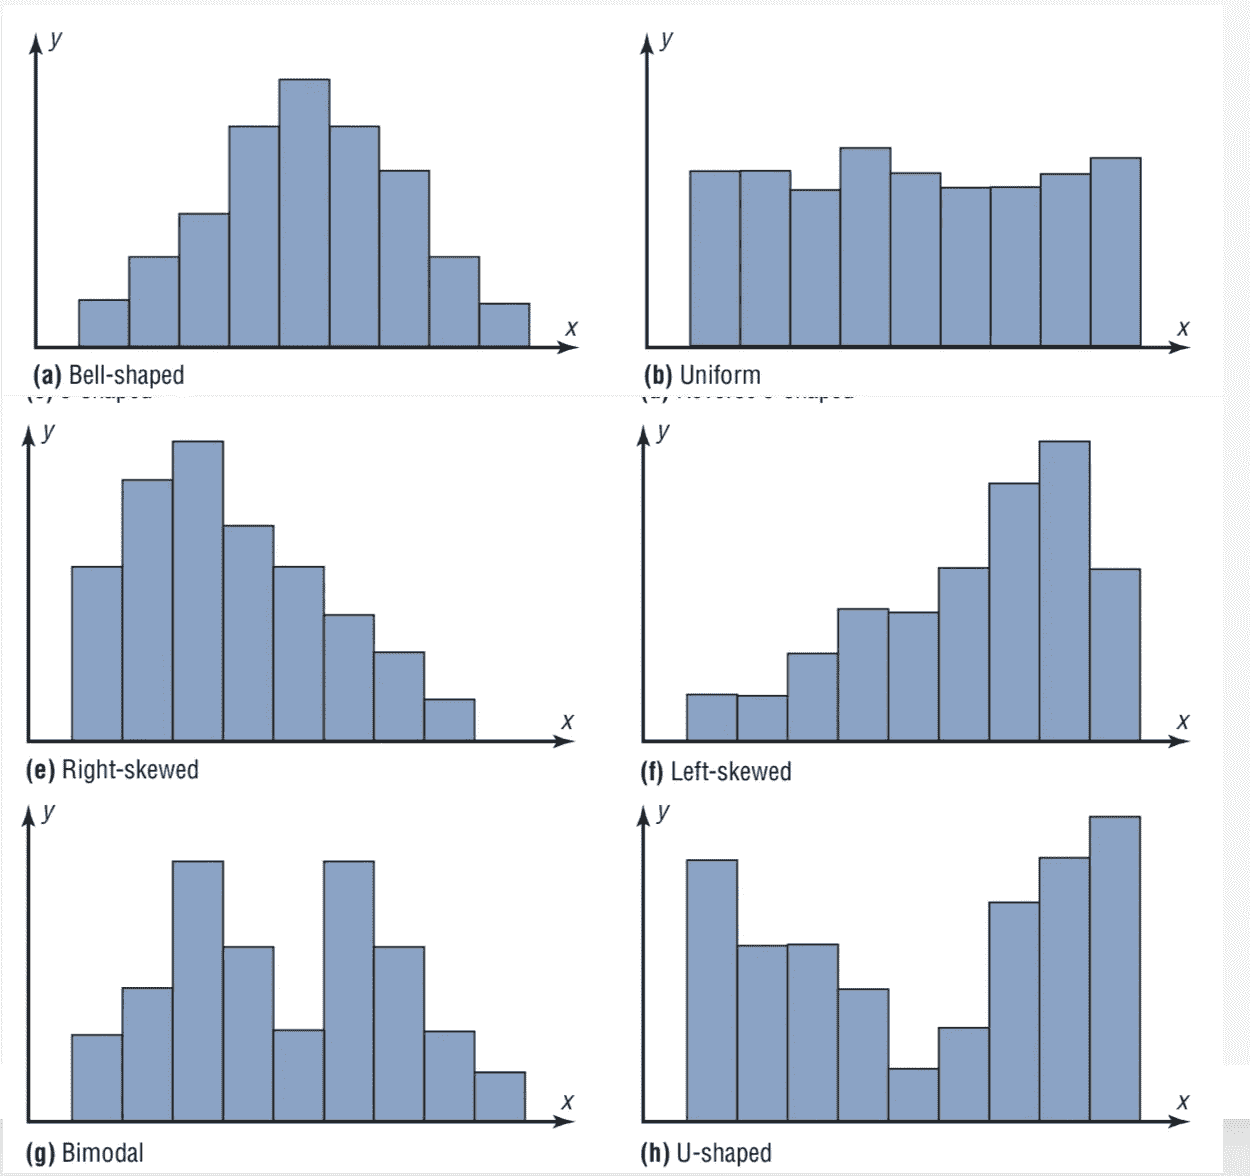 y
y
x
x
(a) Bell-shaped
(b) Uniform
y
y
x
x
(e) Right-skewed
(f) Left-skewed
y
y
x
x
(g) Bimodal
(h) U-shaped